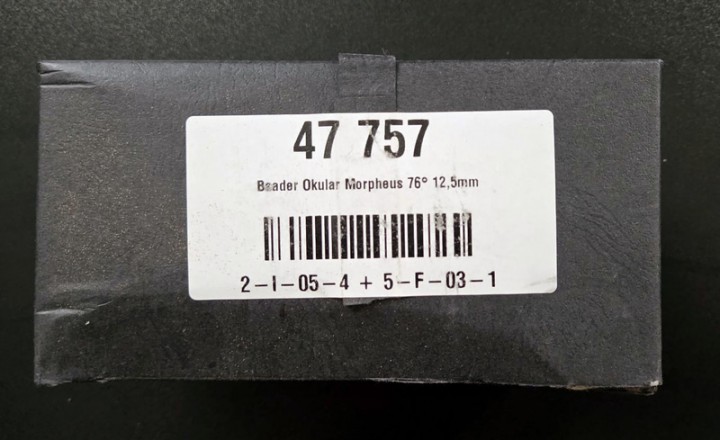 47 757
Baader Okular Morpheus 76° 12,5mm
2-I-05-4 + 5-F-03-1